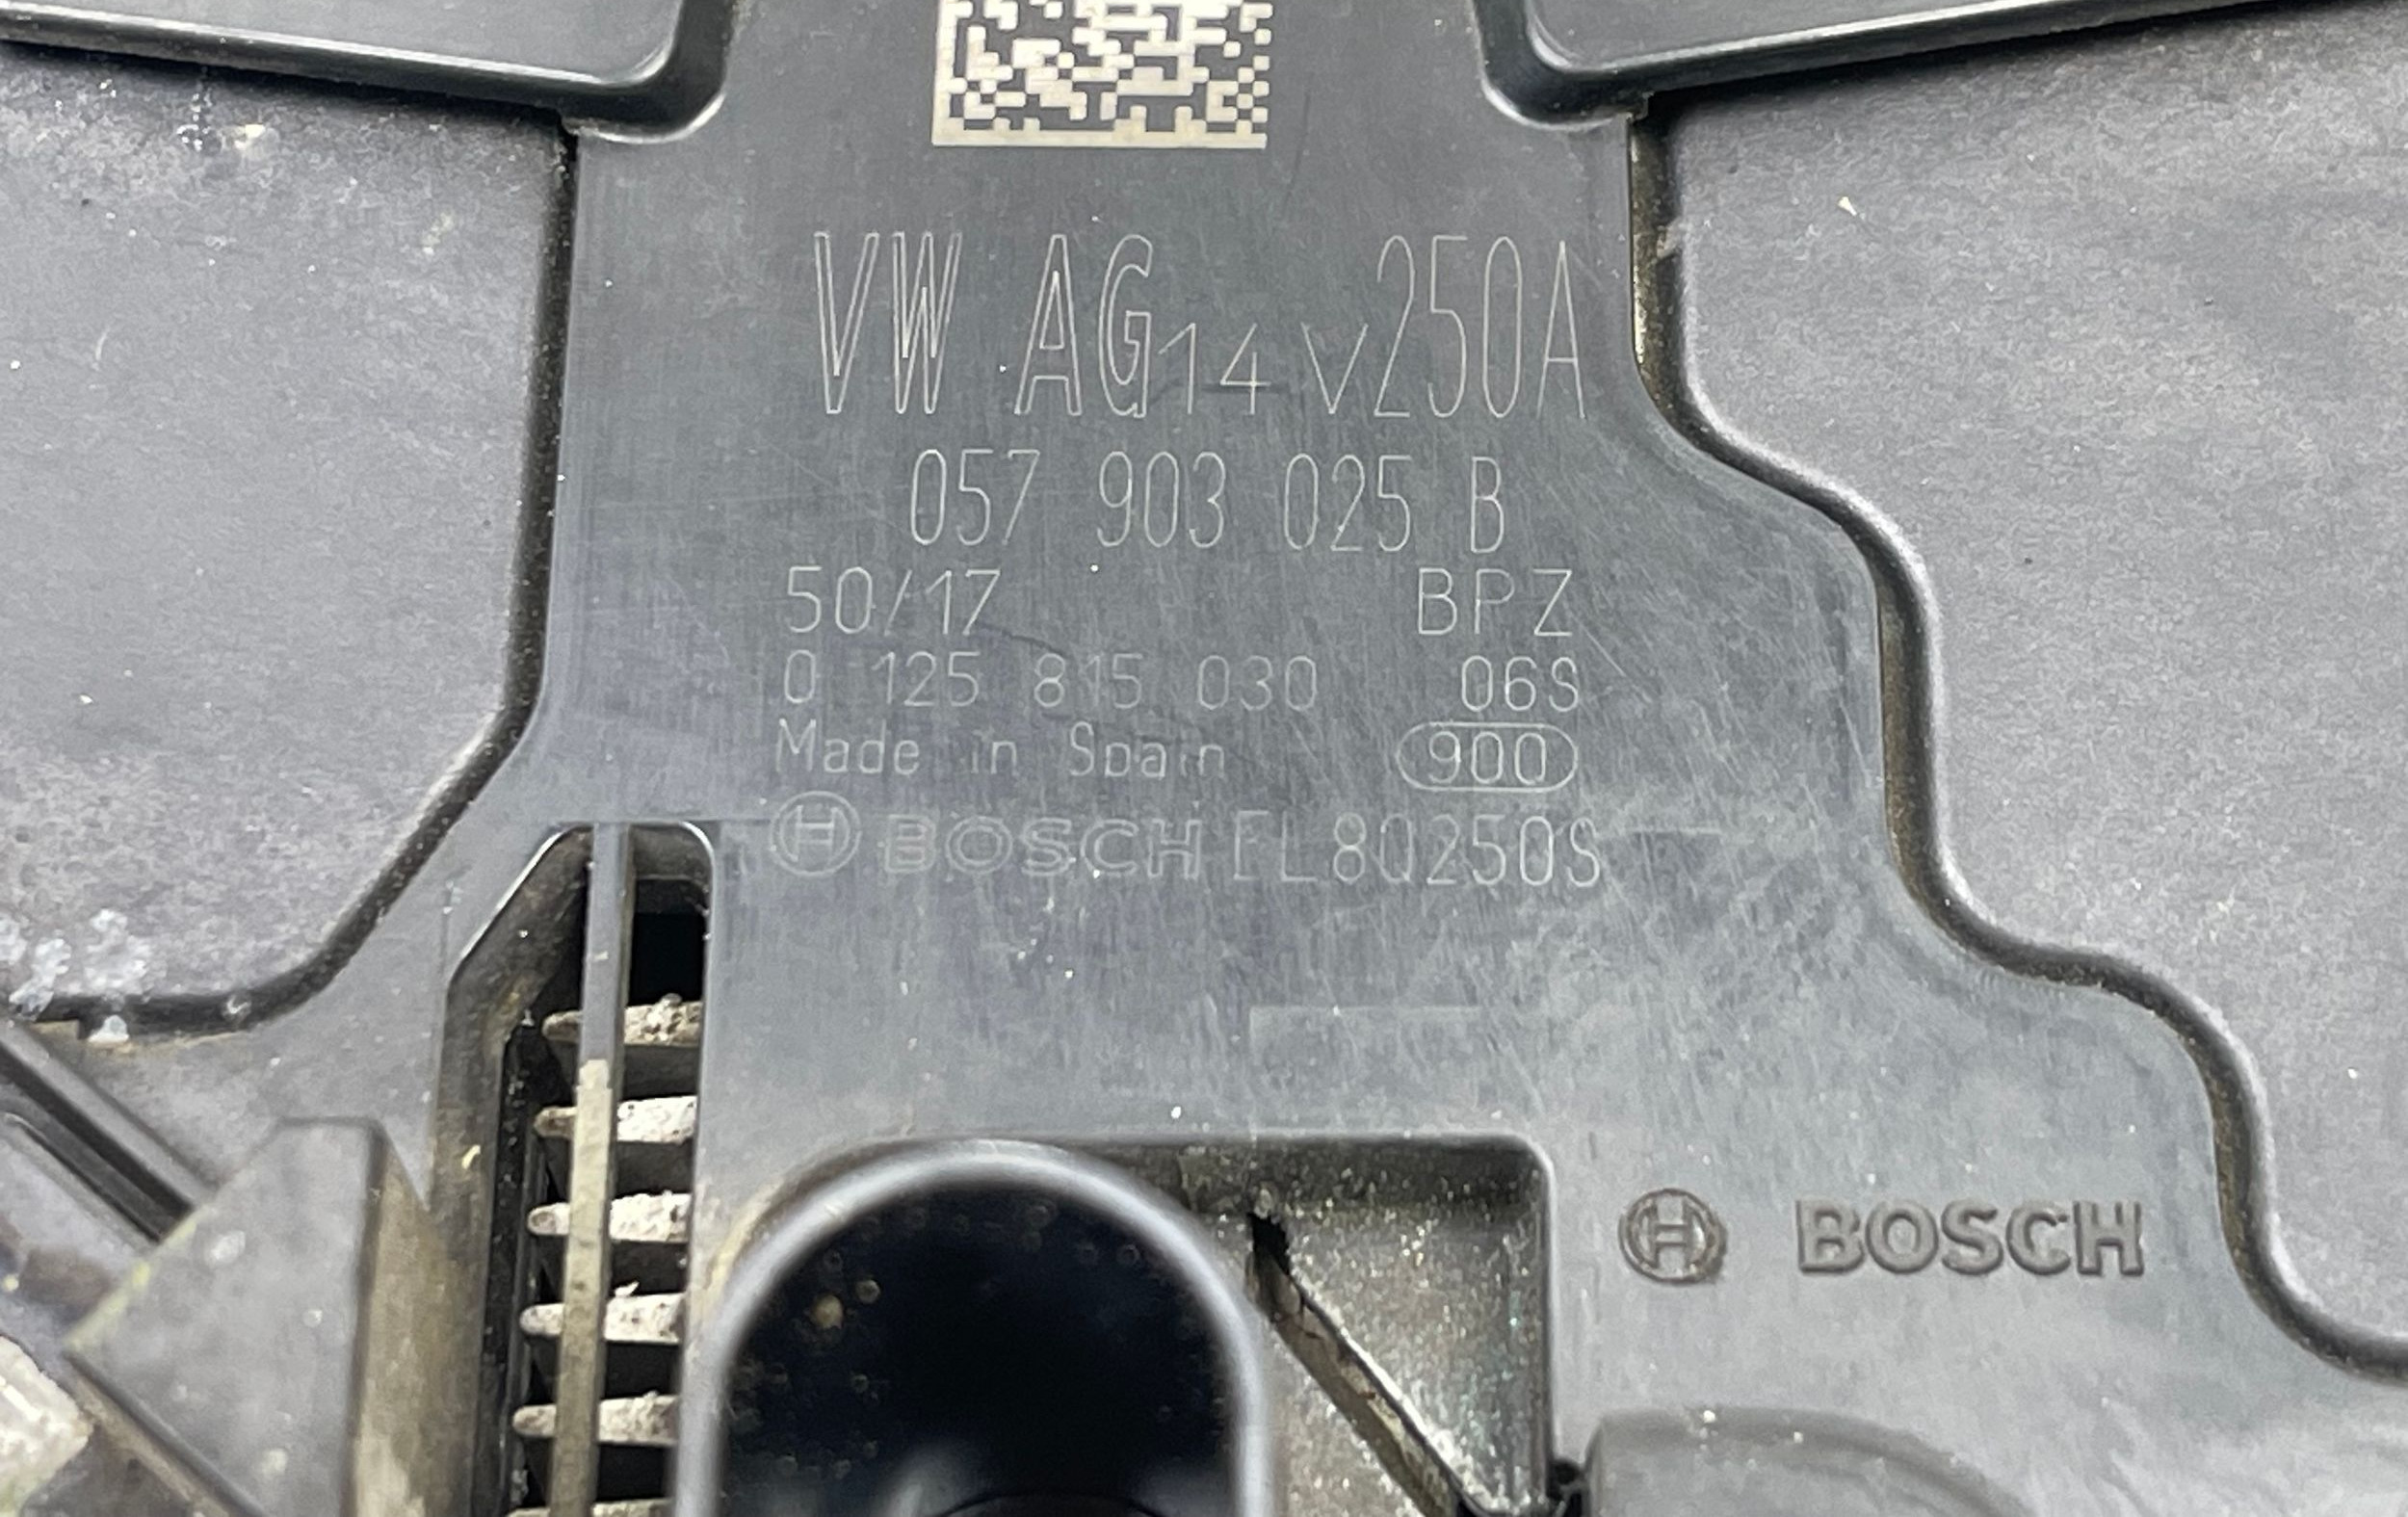 VW AG 14 V 250A
057 903 025 B
50/17 BPZ
0 125 815 030 06S
Made in Spain 900
BOSCH EL8Q250S
BOSCH